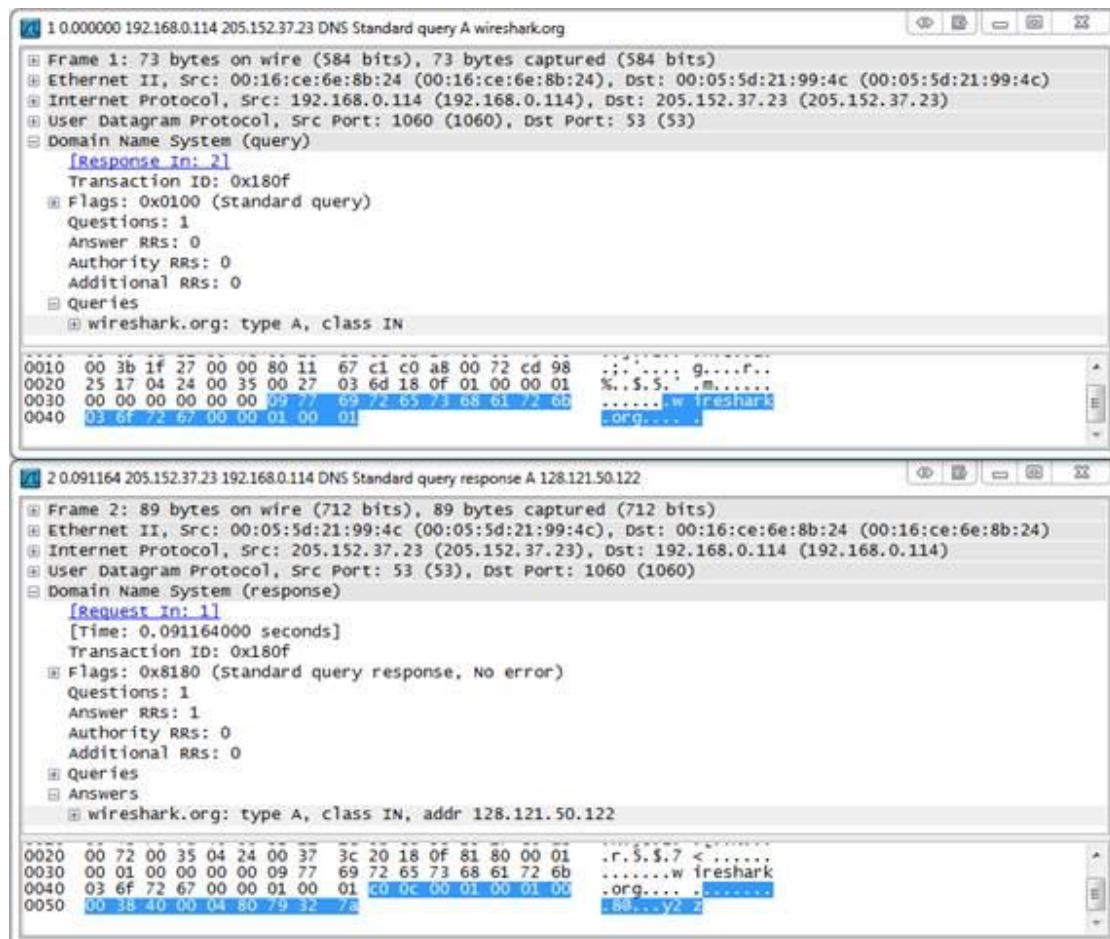 1 0.000000 192.168.0.114 205.152.37.23 DNS Standard query A wireshark.org
Frame 1: 73 bytes on wire (584 bits), 73 bytes captured (584 bits)
Ethernet II, Src: 00:16:ce:6e:8b:24 (00:16:ce:6e:8b:24), Dst: 00:05:5d:21:99:4c (00:05:5d:21:99:4c)
Internet Protocol, Src: 192.168.0.114 (192.168.0.114), Dst: 205.152.37.23 (205.152.37.23)
User Datagram Protocol, Src Port: 1060 (1060), Dst Port: 53 (53)
Domain Name System (query)
[Response In: 2]
Transaction ID: 0x180f
Flags: 0x0100 (Standard query)
Questions: 1
Answer RRs: 0
Authority RRs: 0
Additional RRs: 0
Queries
wireshark.org: type A, class IN
0010 00 3b 1f 27 00 00 80 11 67 c1 c0 a8 00 72 cd 98 .;.'.... g....r..
0020 25 17 04 24 00 35 00 27 03 6d 18 0f 01 00 00 01 %..$.5.' .m......
0030 00 00 00 00 00 00 09 77 69 72 65 73 68 61 72 6b .......w ireshark
0040 03 6f 72 67 00 00 01 00 01 .org.... .
2 0.091164 205.152.37.23 192.168.0.114 DNS Standard query response A 128.121.50.122
Frame 2: 89 bytes on wire (712 bits), 89 bytes captured (712 bits)
Ethernet II, Src: 00:05:5d:21:99:4c (00:05:5d:21:99:4c), Dst: 00:16:ce:6e:8b:24 (00:16:ce:6e:8b:24)
Internet Protocol, Src: 205.152.37.23 (205.152.37.23), Dst: 192.168.0.114 (192.168.0.114)
User Datagram Protocol, Src Port: 53 (53), Dst Port: 1060 (1060)
Domain Name System (response)
[Request In: 1]
[Time: 0.091164000 seconds]
Transaction ID: 0x180f
Flags: 0x8180 (Standard query response, No error)
Questions: 1
Answer RRs: 1
Authority RRs: 0
Additional RRs: 0
Queries
Answers
wireshark.org: type A, class IN, addr 128.121.50.122
0020 00 72 00 35 04 24 00 37 3c 20 18 0f 81 80 00 01 .r.5.$.7 < ......
0030 00 01 00 00 00 00 09 77 69 72 65 73 68 61 72 6b .......w ireshark
0040 03 6f 72 67 00 00 01 00 01 c0 0c 00 01 00 01 00 .org.... ........
0050 00 38 40 00 04 80 79 32 7a .8@...y2 z